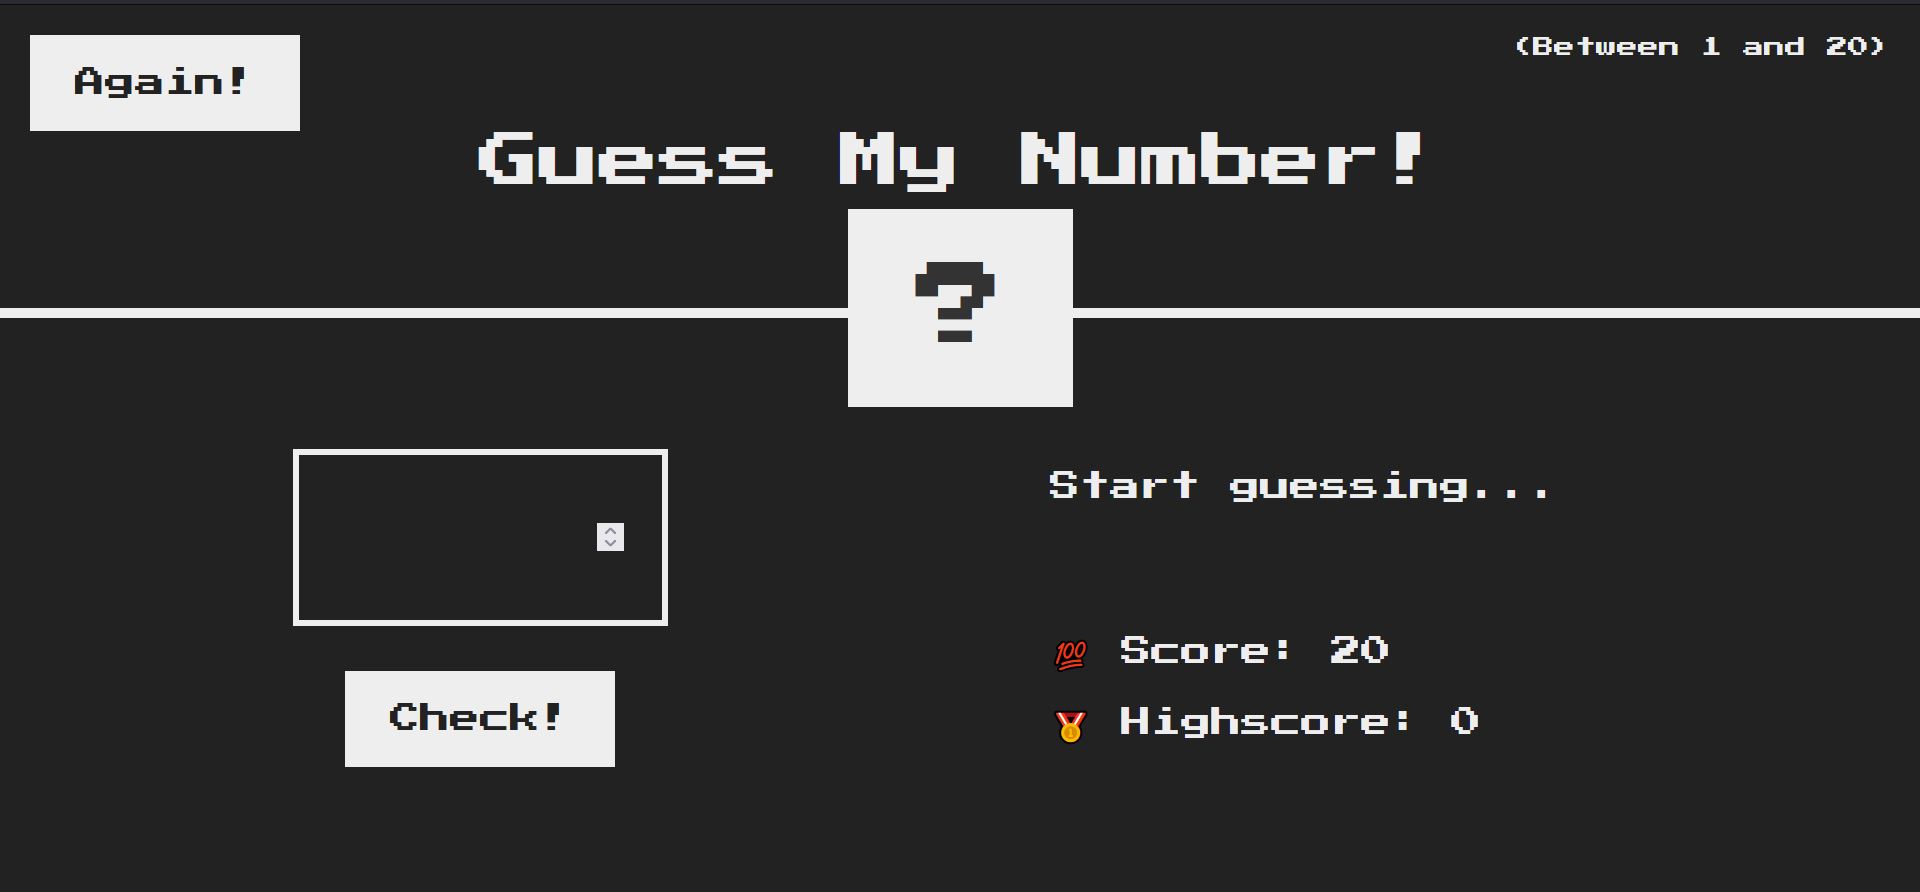 Again!
(Between 1 and 20)
Guess My Number!
?
Start guessing...
Check!
💯 Score: 20
🥇 Highscore: 0